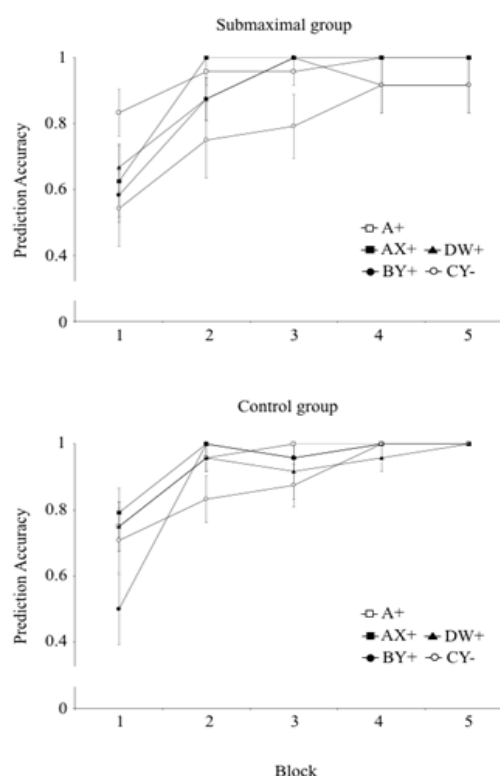 Submaximal group
Prediction Accuracy
1
0.8
0.6
0.4
0
A+
AX+ DW+
BY+ CY-
1 2 3 4 5
Control group
Prediction Accuracy
1
0.8
0.6
0.4
0
A+
AX+ DW+
BY+ CY-
1 2 3 4 5
Block